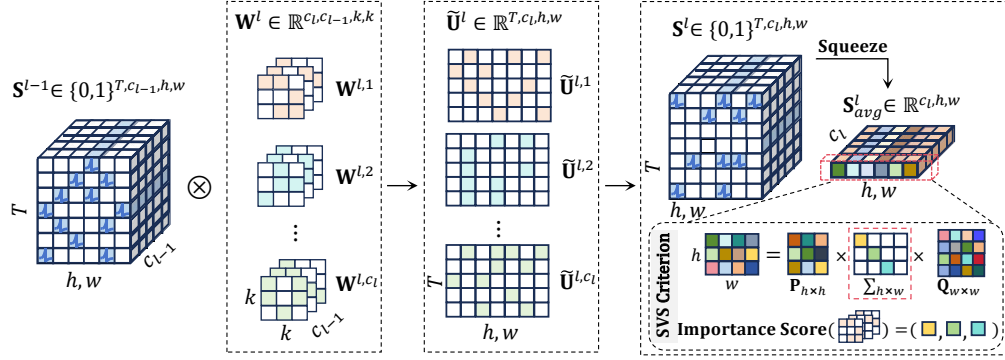 S^{l-1} ∈ {0,1}^{T,c_{l-1},h,w}
T
h, w
c_{l-1}
⊗
W^l ∈ ℝ^{c_l,c_{l-1},k,k}
W^{l,1}
W^{l,2}
⋯
W^{l,c_l}
k
k
c_{l-1}
Ũ^l ∈ ℝ^{T,c_l,h,w}
Ũ^{l,1}
Ũ^{l,2}
⋯
Ũ^{l,c_l}
T
h, w
S^l ∈ {0,1}^{T,c_l,h,w}
Squeeze
S^l_{avg} ∈ ℝ^{c_l,h,w}
c_l
h, w
T
h, w
SVS Criterion
h = × ×
w P_{h×h} Σ_{h×w} Q_{w×w}
Importance Score( ) = ( , , )